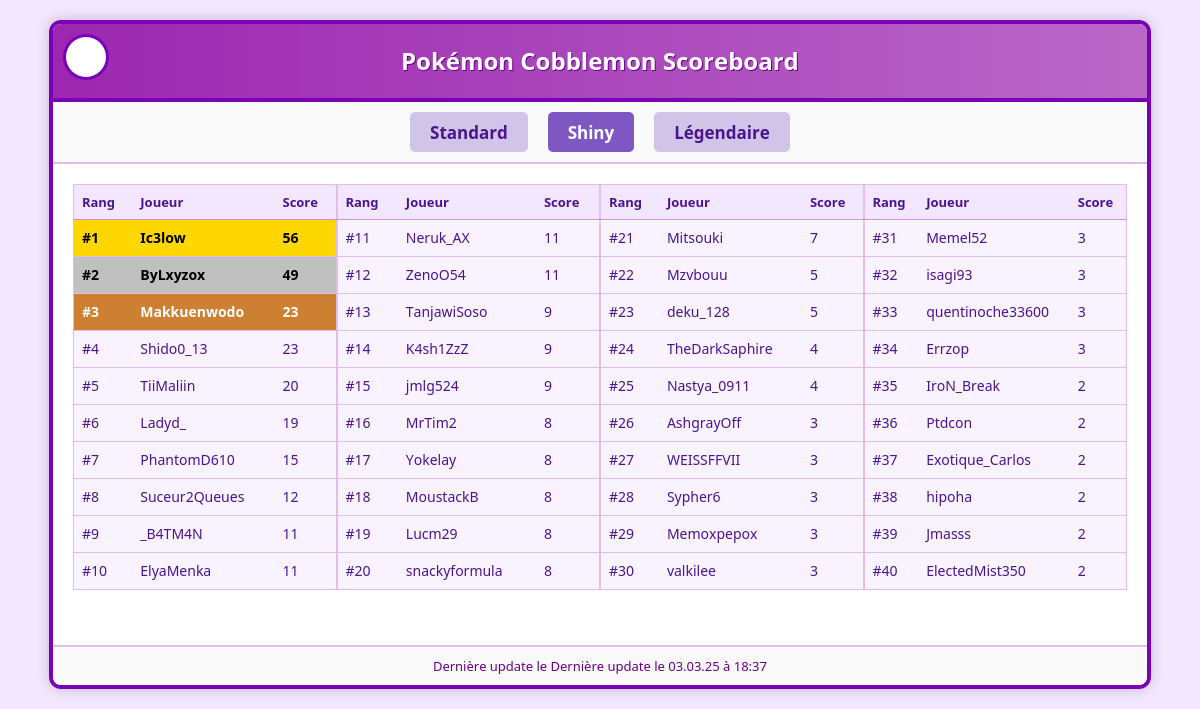 Pokémon Cobblemon Scoreboard
Standard Shiny Légendaire
Rang Joueur Score Rang Joueur Score Rang Joueur Score Rang Joueur Score
#1 Ic3low 56 #11 Neruk_AX 11 #21 Mitsouki 7 #31 Memel52 3
#2 ByLxyzox 49 #12 ZenoO54 11 #22 Mzvbouu 5 #32 isagi93 3
#3 Makkuenwodo 23 #13 TanjawiSoso 9 #23 deku_128 5 #33 quentinoche33600 3
#4 Shido0_13 23 #14 K4sh1ZzZ 9 #24 TheDarkSaphire 4 #34 Errzop 3
#5 TiiMaliin 20 #15 jmlg524 9 #25 Nastya_0911 4 #35 IroN_Break 2
#6 Ladyd_ 19 #16 MrTim2 8 #26 AshgrayOff 3 #36 Ptdcon 2
#7 PhantomD610 15 #17 Yokelay 8 #27 WEISSFFVII 3 #37 Exotique_Carlos 2
#8 Suceur2Queues 12 #18 MoustackB 8 #28 Sypher6 3 #38 hipoha 2
#9 _B4TM4N 11 #19 Lucm29 8 #29 Memoxpepox 3 #39 Jmasss 2
#10 ElyaMenka 11 #20 snackyformula 8 #30 valkilee 3 #40 ElectedMist350 2
Dernière update le Dernière update le 03.03.25 à 18:37